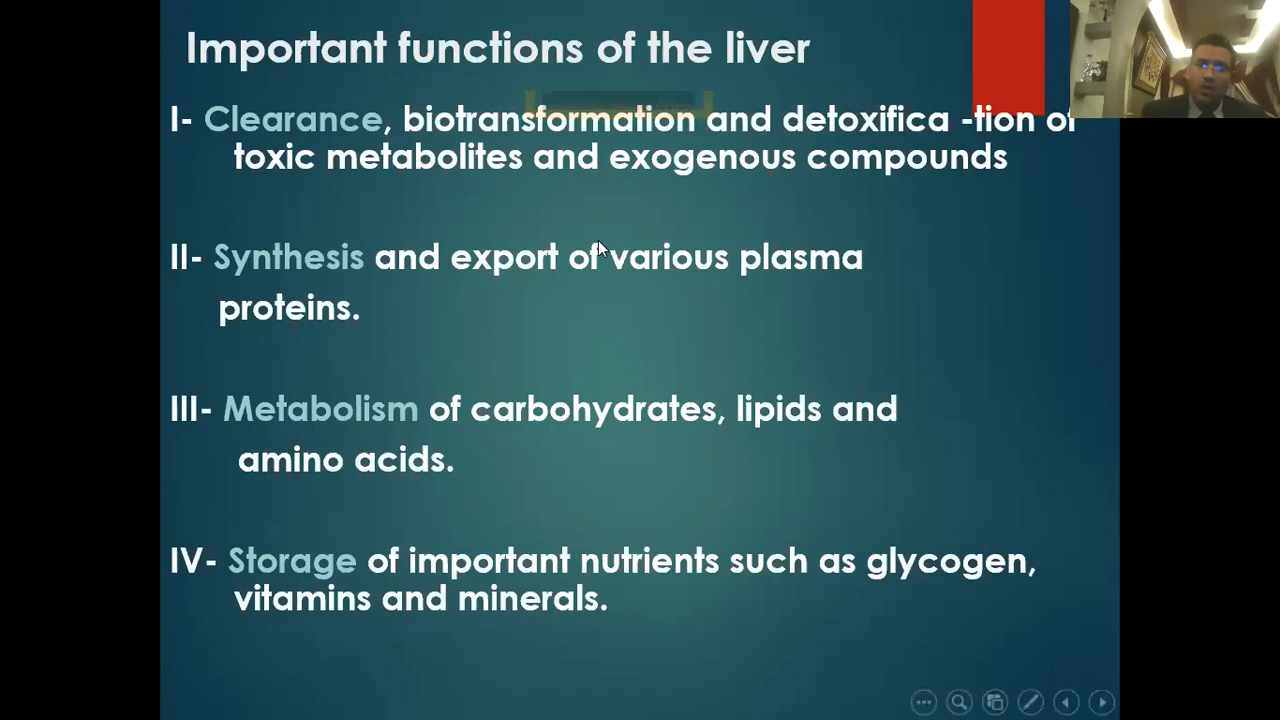 Important functions of the liver
I- Clearance, biotransformation and detoxifica -tion of
toxic metabolites and exogenous compounds
II- Synthesis and export of various plasma
proteins.
III- Metabolism of carbohydrates, lipids and
amino acids.
IV- Storage of important nutrients such as glycogen,
vitamins and minerals.